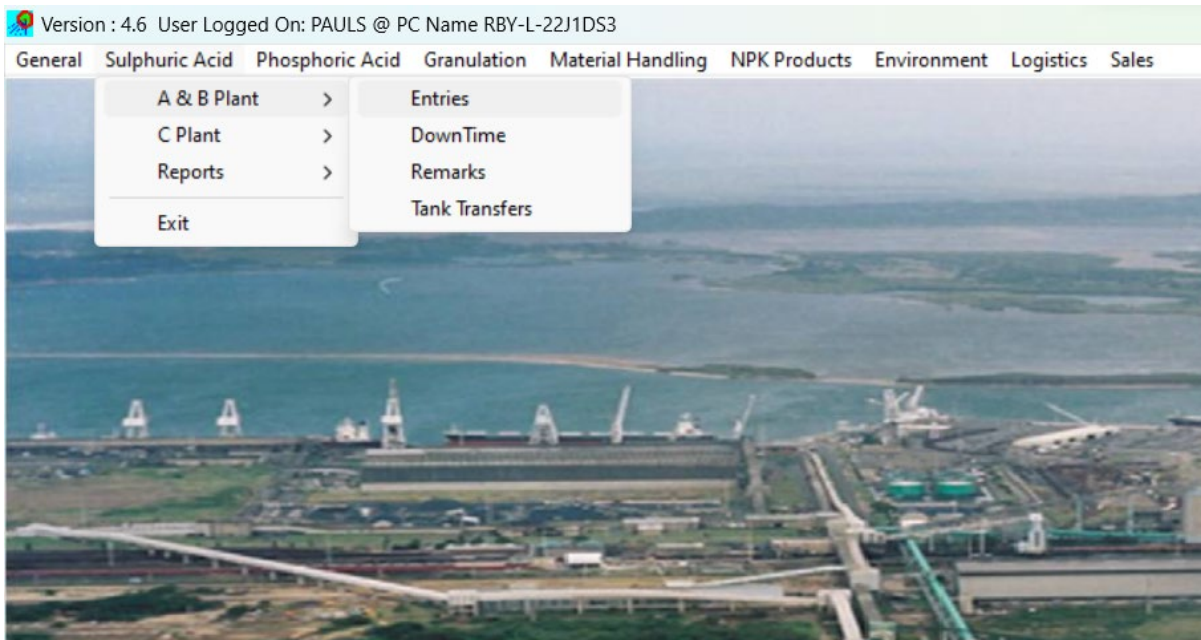 Version : 4.6 User Logged On: PAULS @ PC Name RBY-L-22J1DS3
General Sulphuric Acid Phosphoric Acid Granulation Material Handling NPK Products Environment Logistics Sales
A & B Plant > Entries
C Plant > DownTime
Reports > Remarks
Tank Transfers
Exit